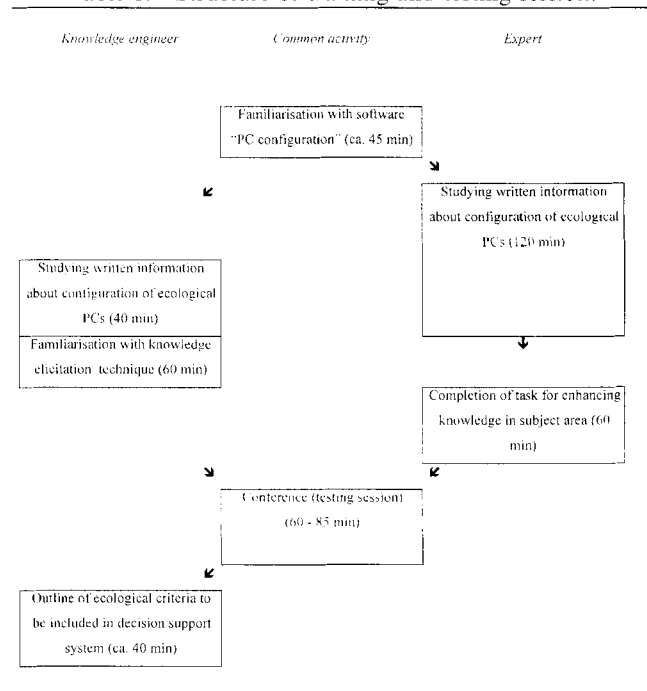 Knowledge engineer Common activity Expert
Familiarisation with software
"PC configuration" (ca. 45 min)
Studying written information
about configuration of ecological
PCs (120 min)
Studying written information
about configuration of ecological
PCs (40 min)
Familiarisation with knowledge
elicitation technique (60 min)
Completion of task for enhancing
knowledge in subject area (60
min)
Conference (testing session)
(60 - 85 min)
Outline of ecological criteria to
be included in decision support
system (ca. 40 min)